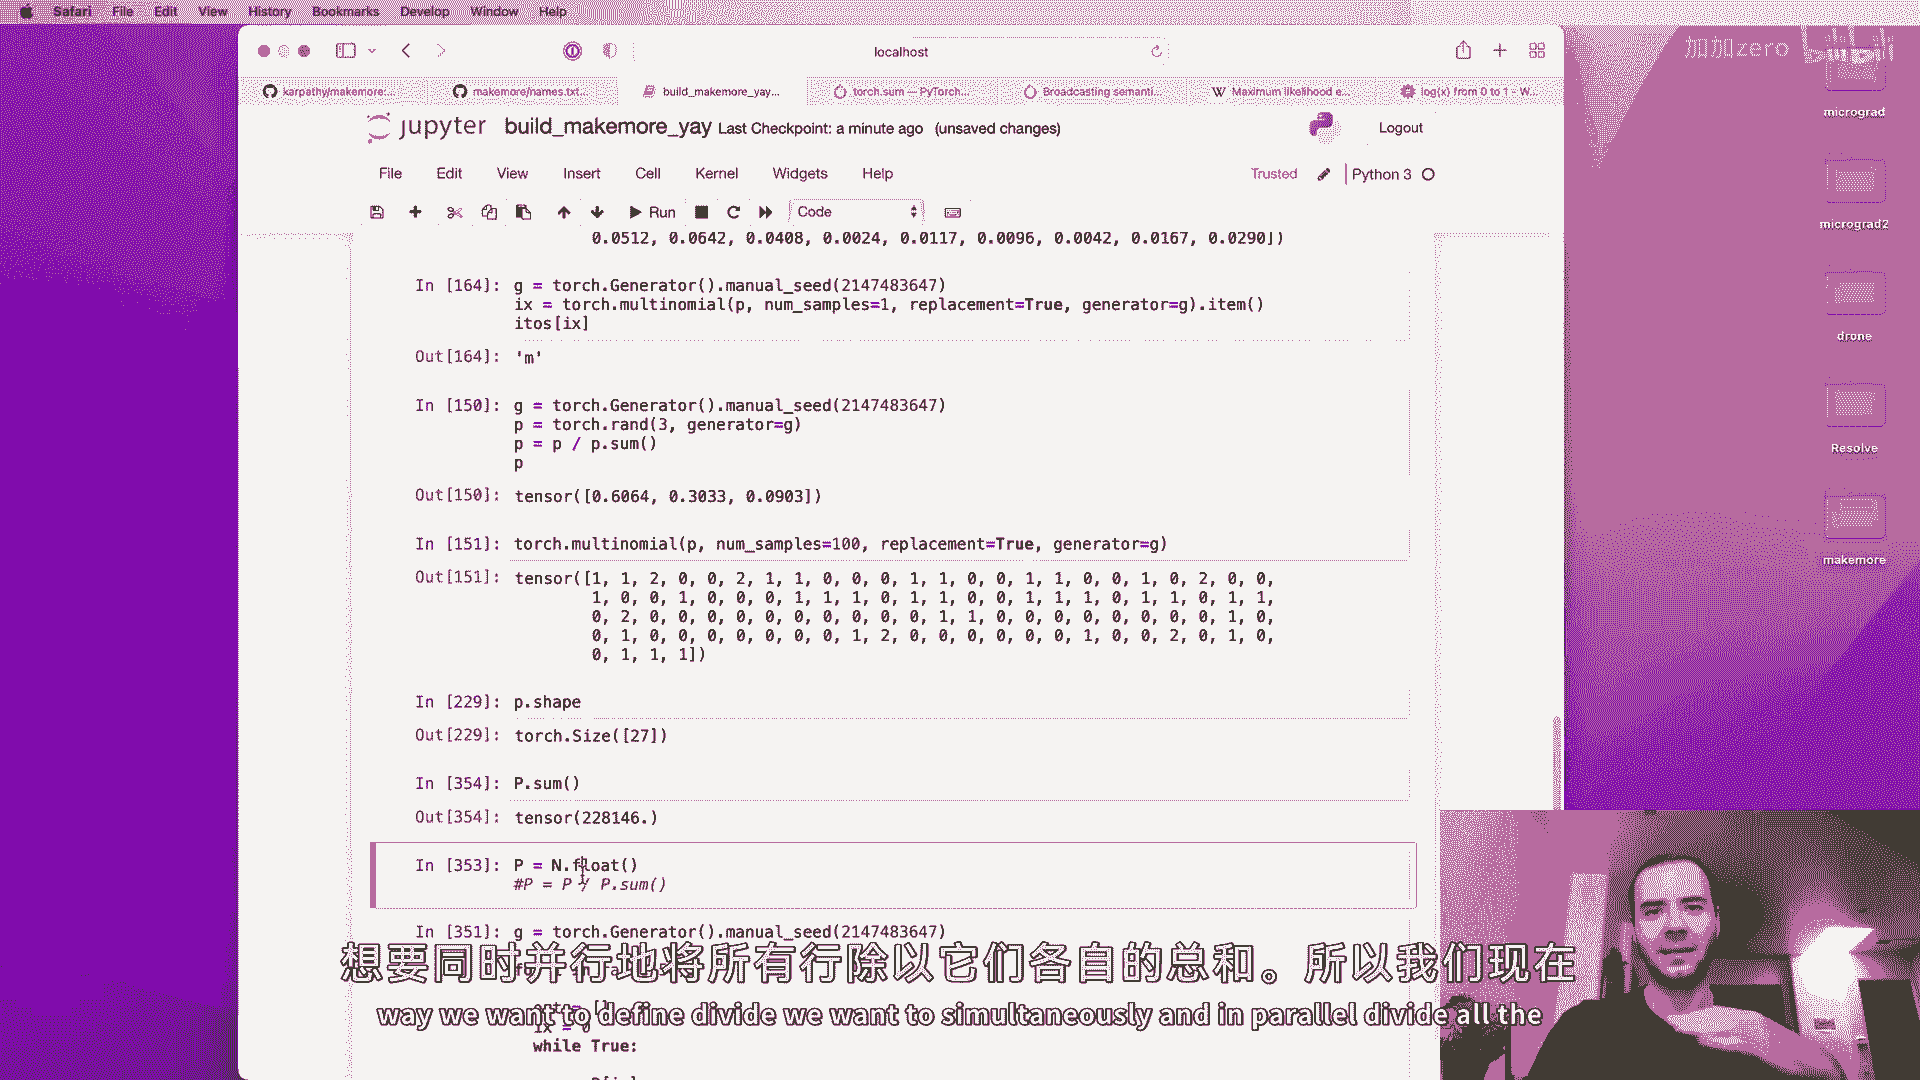 Safari File Edit View History Bookmarks Develop Window Help
加加zero
localhost
karpathy/makemore:...
makemore/names.txt...
build_makemore_yay...
torch.sum — PyTorch...
Broadcasting semanti...
Maximum likelihood e...
log(x) from 0 to 1 - W...
jupyter build_makemore_yay Last Checkpoint: a minute ago (unsaved changes)
Logout
File Edit View Insert Cell Kernel Widgets Help
Trusted Python 3
Run Code
0.0512, 0.0642, 0.0408, 0.0024, 0.0117, 0.0096, 0.0042, 0.0167, 0.0290])
In [164]: g = torch.Generator().manual_seed(2147483647)
ix = torch.multinomial(p, num_samples=1, replacement=True, generator=g).item()
itos[ix]
Out[164]: 'm'
In [150]: g = torch.Generator().manual_seed(2147483647)
p = torch.rand(3, generator=g)
p = p / p.sum()
p
Out[150]: tensor([0.6064, 0.3033, 0.0903])
In [151]: torch.multinomial(p, num_samples=100, replacement=True, generator=g)
Out[151]: tensor([1, 1, 2, 0, 0, 2, 1, 1, 0, 0, 0, 1, 1, 0, 0, 1, 1, 0, 0, 1, 0, 2, 0, 0,
1, 0, 0, 1, 0, 0, 0, 1, 1, 1, 0, 1, 1, 0, 0, 1, 1, 1, 0, 1, 1, 0, 1, 1,
0, 2, 0, 0, 0, 0, 0, 0, 0, 0, 0, 0, 1, 1, 0, 0, 0, 0, 0, 0, 0, 0, 1, 0,
0, 1, 0, 0, 0, 0, 0, 0, 0, 1, 2, 0, 0, 0, 0, 0, 0, 1, 0, 0, 2, 0, 1, 0,
0, 1, 1, 1])
In [229]: p.shape
Out[229]: torch.Size([27])
In [354]: P.sum()
Out[354]: tensor(228146.)
In [353]: P = N.float()
#P = P / P.sum()
In [351]: g = torch.Generator().manual_seed(2147483647)
想要同时并行地将所有行除以它们各自的总和。所以我们现在
way we want to define divide we want to simultaneously and in parallel divide all the
ix = 0
while True:
micrograd
micrograd2
drone
Resolve
makemore